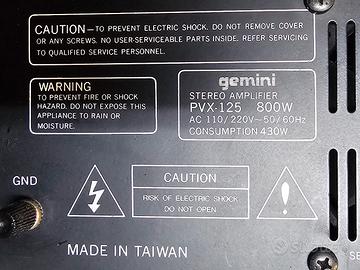 CAUTION—TO PREVENT ELECTRIC SHOCK. DO NOT REMOVE COVER
OR ANY SCREWS. NO USER-SERVICEABLE PARTS INSIDE. REFER SERVICING
TO QUALIFIED SERVICE PERSONNEL.
WARNING
TO PREVENT FIRE OR SHOCK
HAZARD. DO NOT EXPOSE THIS
APPLIANCE TO RAIN OR
MOISTURE.
gemini
STEREO AMPLIFIER
PVX-125 800W
AC 110/220V~50/60Hz
CONSUMPTION 430W
GND
CAUTION
RISK OF ELECTRIC SHOCK
DO NOT OPEN
!
MADE IN TAIWAN